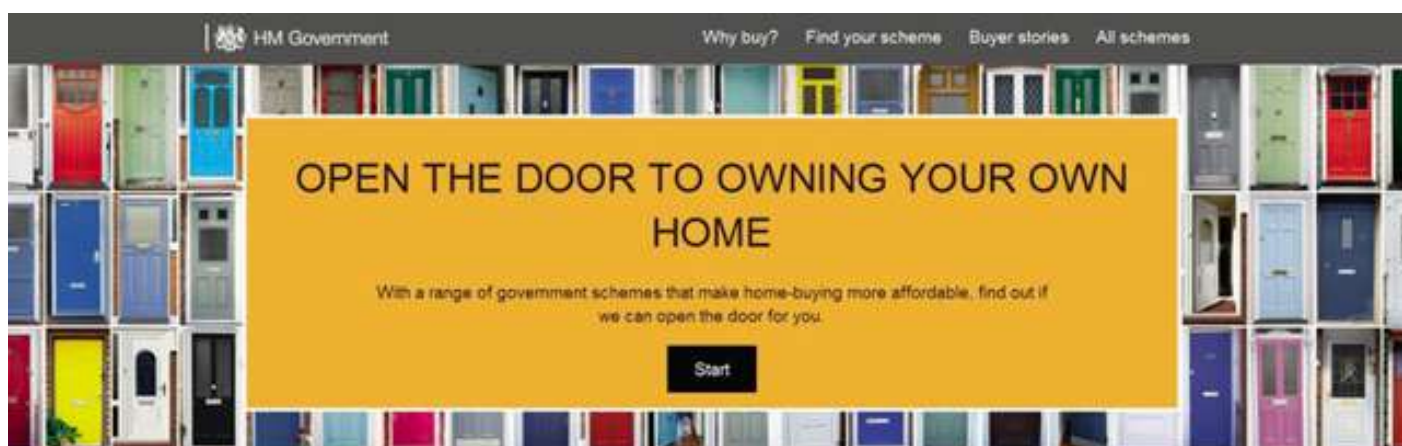 HM Government
Why buy? Find your scheme Buyer stories All schemes
OPEN THE DOOR TO OWNING YOUR OWN
HOME
With a range of government schemes that make home-buying more affordable, find out if
we can open the door for you.
Start